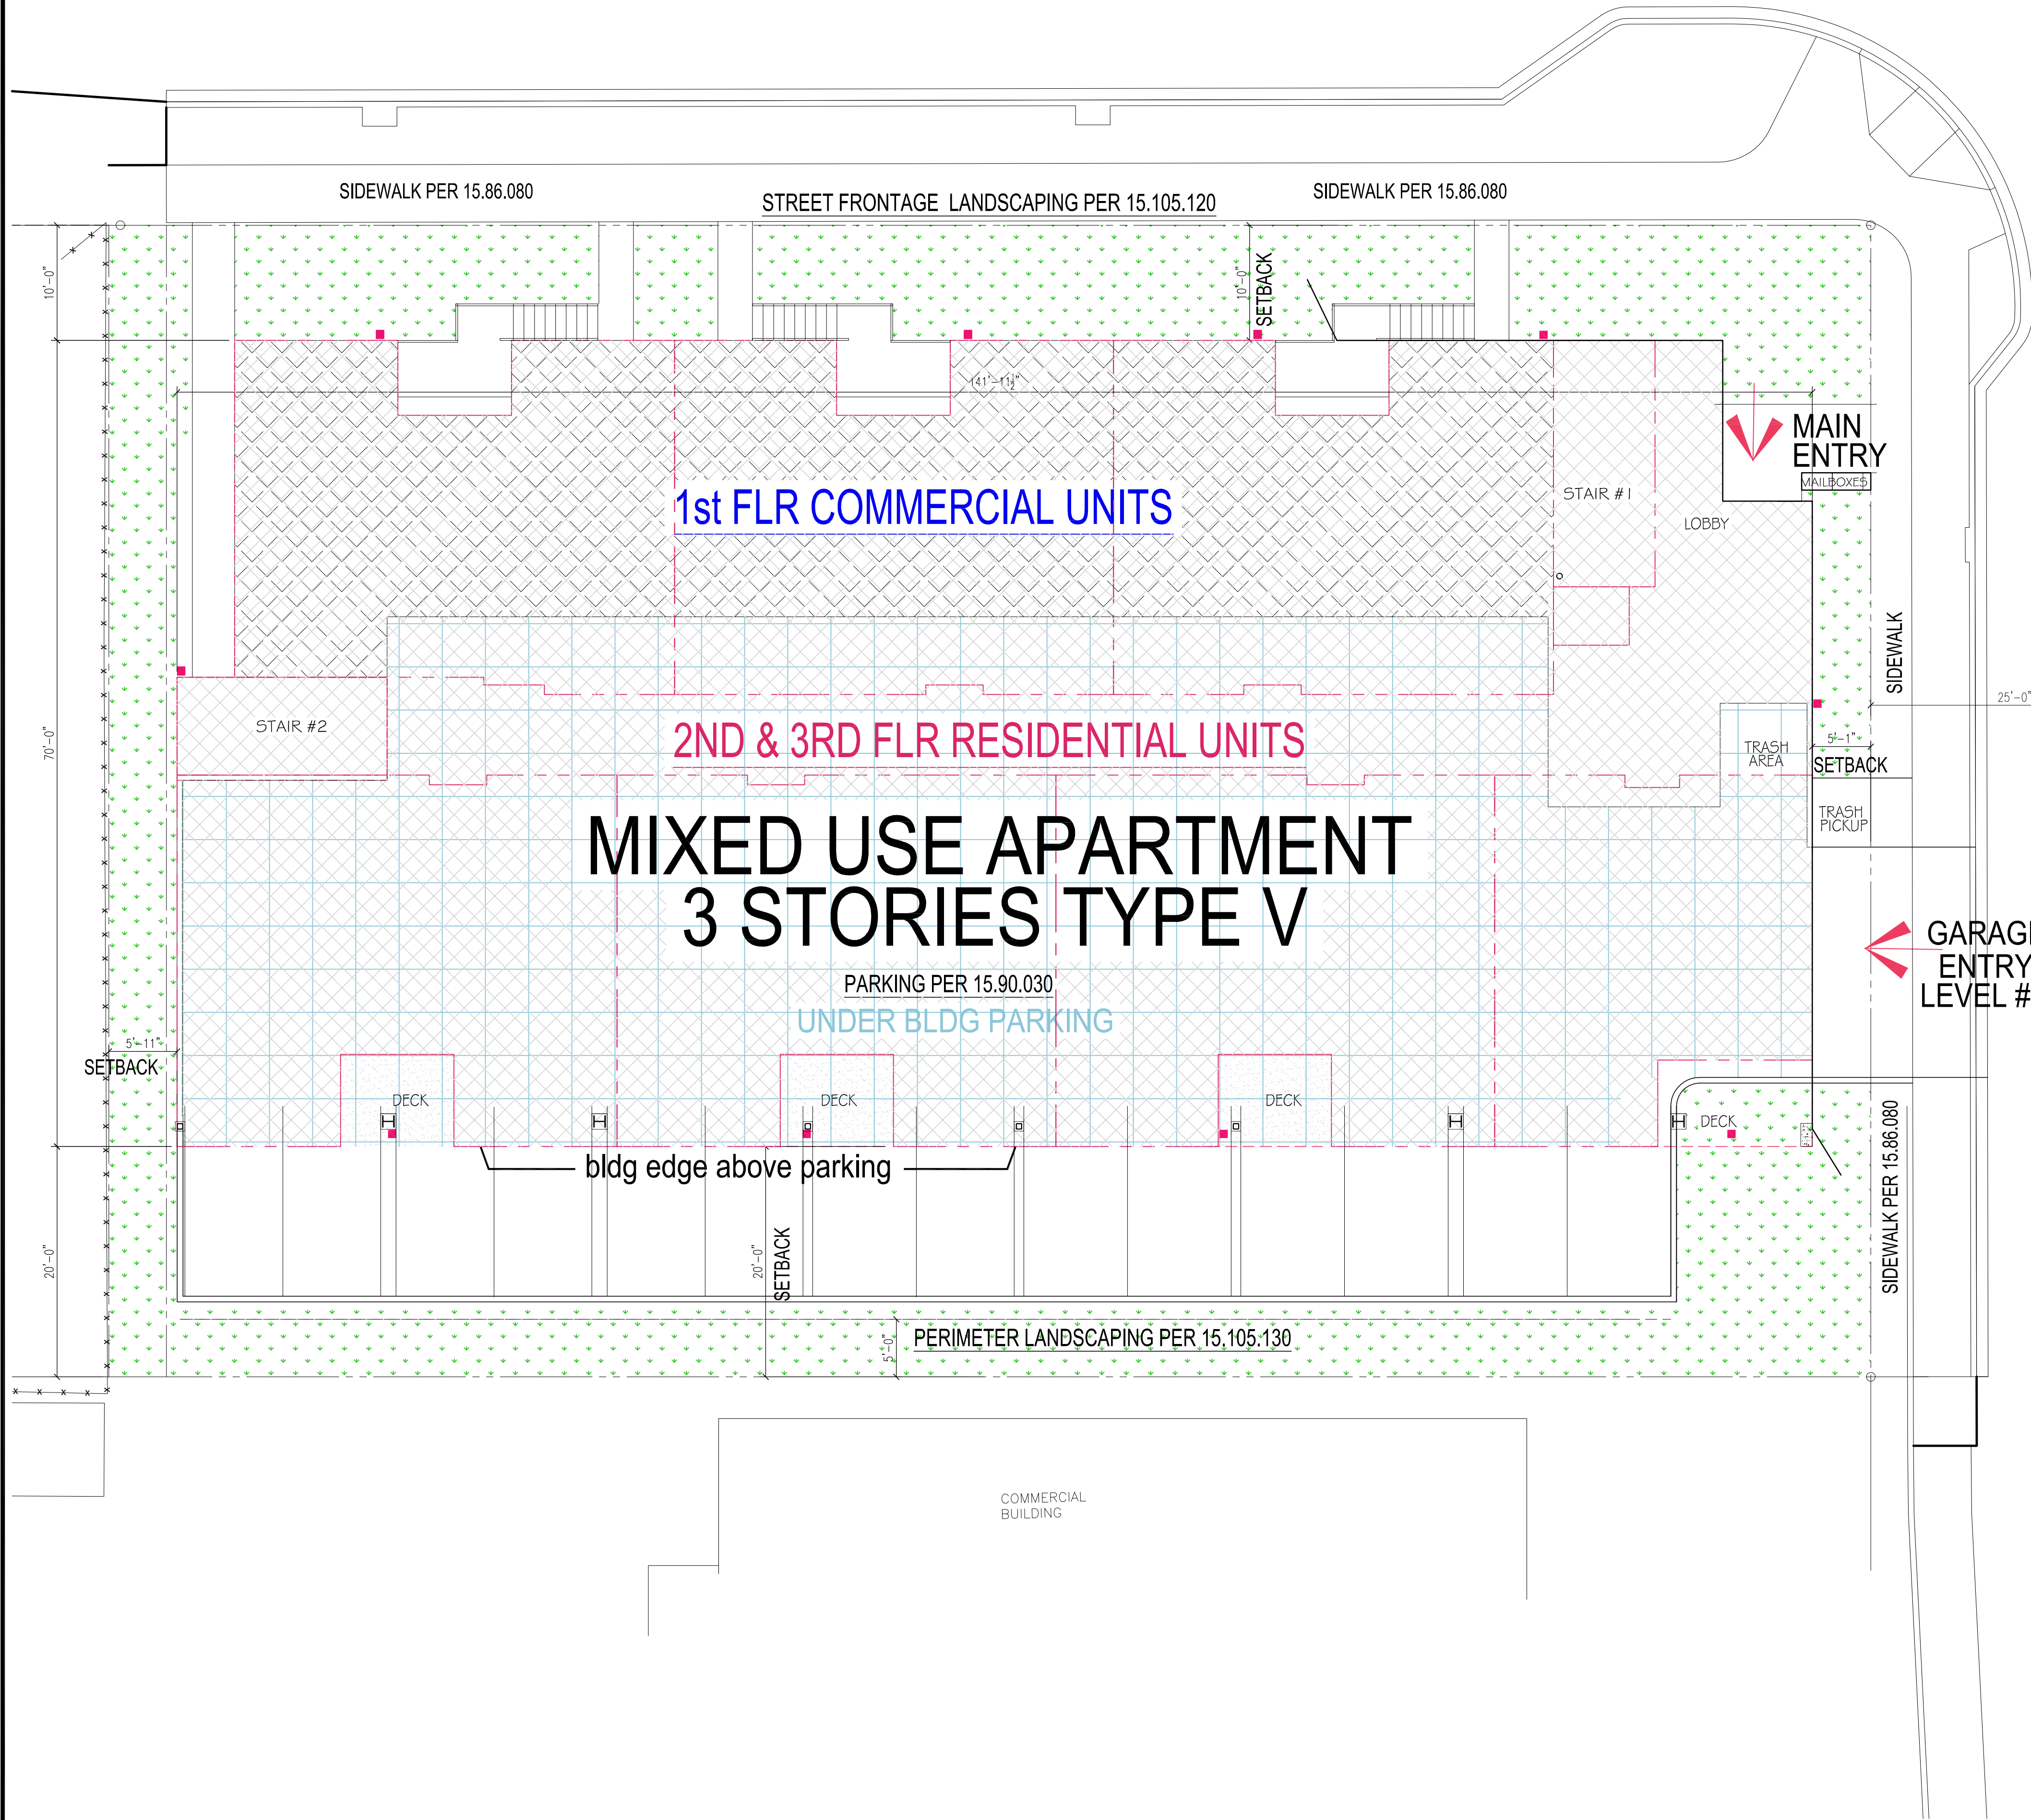 SIDEWALK PER 15.86.080
STREET FRONTAGE LANDSCAPING PER 15.105.120
SIDEWALK PER 15.86.080
10'-0"
10'-0"
SETBACK
141'-11½"
MAIN
ENTRY
MAILBOXES
STAIR #1
LOBBY
1st FLR COMMERCIAL UNITS
SIDEWALK
25'-0"
70'-0"
STAIR #2
2ND & 3RD FLR RESIDENTIAL UNITS
TRASH
AREA
5'-1"
SETBACK
TRASH
PICKUP
MIXED USE APARTMENT
3 STORIES TYPE V
PARKING PER 15.90.030
UNDER BLDG PARKING
GARAGE
ENTRY
LEVEL #
5'-11"
SETBACK
DECK
DECK
DECK
DECK
bldg edge above parking
SIDEWALK PER 15.86.080
20'-0"
20'-0"
SETBACK
5'-0"
PERIMETER LANDSCAPING PER 15.105.130
COMMERCIAL
BUILDING